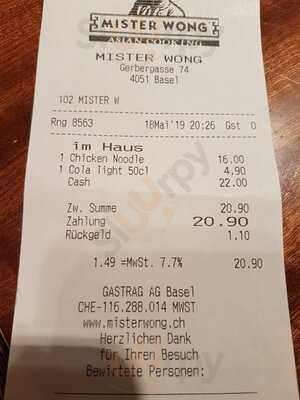 MISTER WONG
ASIAN COOKING
MISTER WONG
Gerbergasse 74
4051 Basel
102 MISTER W
Rng 8563 18Mai'19 20:26 Gst 0
im Haus
1 Chicken Noodle 16.00
1 Cola light 50cl 4.90
Cash 22.00
Zw. Summe 20.90
Zahlung 20.90
Rückgeld 1.10
1.49 =MwSt. 7.7% 20.90
GASTRAG AG Basel
CHE-116.288.014 MWST
www.misterwong.ch
Herzlichen Dank
für Ihren Besuch
Bewirtete Personen:
Sluurpy